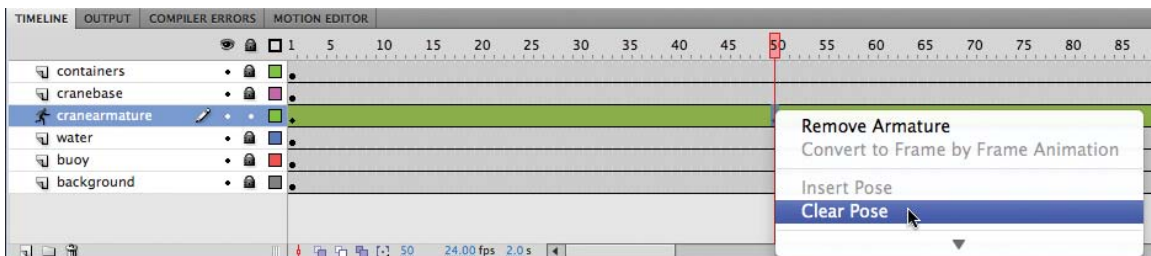 TIMELINE OUTPUT COMPILER ERRORS MOTION EDITOR
1 5 10 15 20 25 30 35 40 45 50 55 60 65 70 75 80 85
containers
cranebase
cranearmature
water
buoy
background
Remove Armature
Convert to Frame by Frame Animation
Insert Pose
Clear Pose
50 24.00 fps 2.0 s